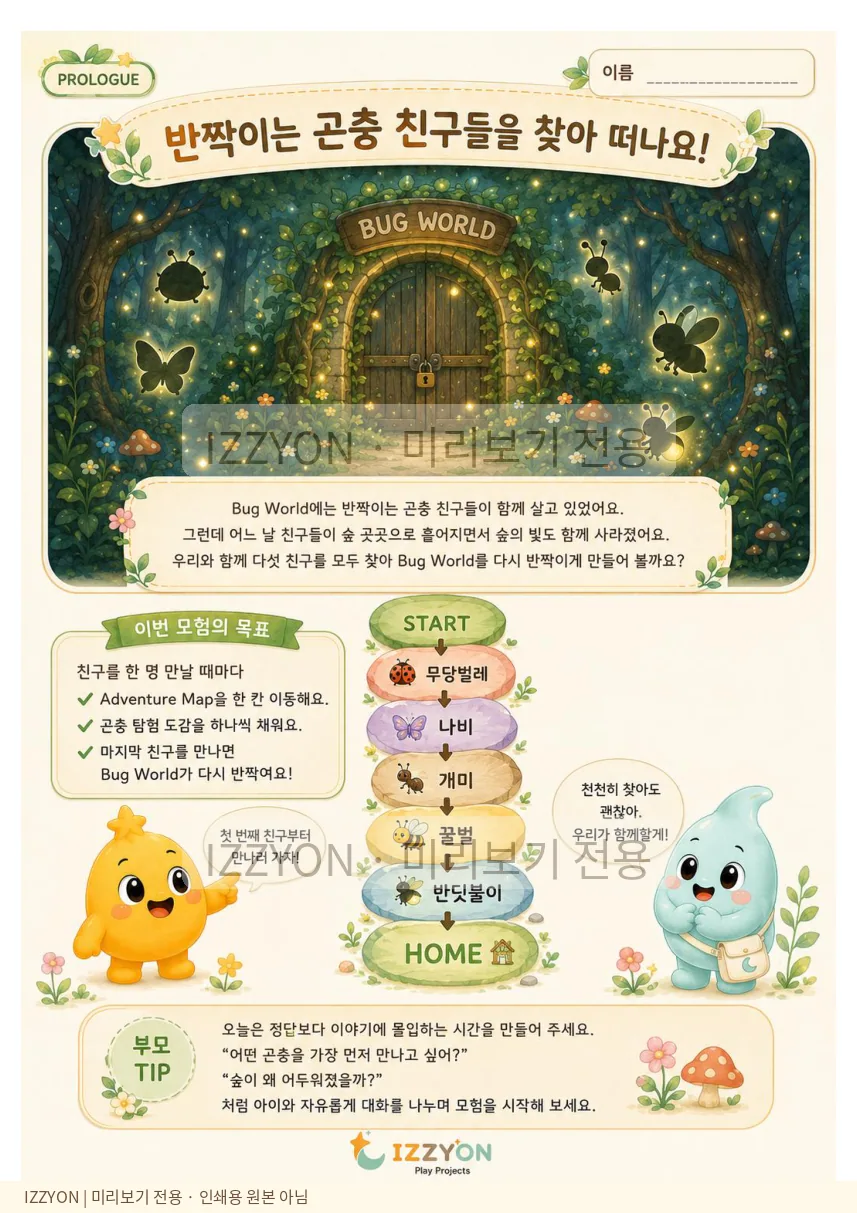 PROLOGUE
이름
반짝이는 곤충 친구들을 찾아 떠나요!
BUG WORLD
IZZYON · 미리보기 전용
Bug World에는 반짝이는 곤충 친구들이 함께 살고 있었어요.
그런데 어느 날 친구들이 숲 곳곳으로 흩어지면서 숲의 빛도 함께 사라졌어요.
우리와 함께 다섯 친구를 모두 찾아 Bug World를 다시 반짝이게 만들어 볼까요?
이번 모험의 목표
친구를 한 명 만날 때마다
Adventure Map을 한 칸 이동해요.
곤충 탐험 도감을 하나씩 채워요.
마지막 친구를 만나면
Bug World가 다시 반짝여요!
START
무당벌레
나비
개미
꿀벌
반딧불이
HOME
첫 번째 친구부터
만나러 가자!
천천히 찾아도
괜찮아.
우리가 함께할게!
IZZYON · 미리보기 전용
부모
TIP
오늘은 정답보다 이야기에 몰입하는 시간을 만들어 주세요.
“어떤 곤충을 가장 먼저 만나고 싶어?”
“숲이 왜 어두워졌을까?”
처럼 아이와 자유롭게 대화를 나누며 모험을 시작해 보세요.
IZZYON
Play Projects
IZZYON | 미리보기 전용 · 인쇄용 원본 아님